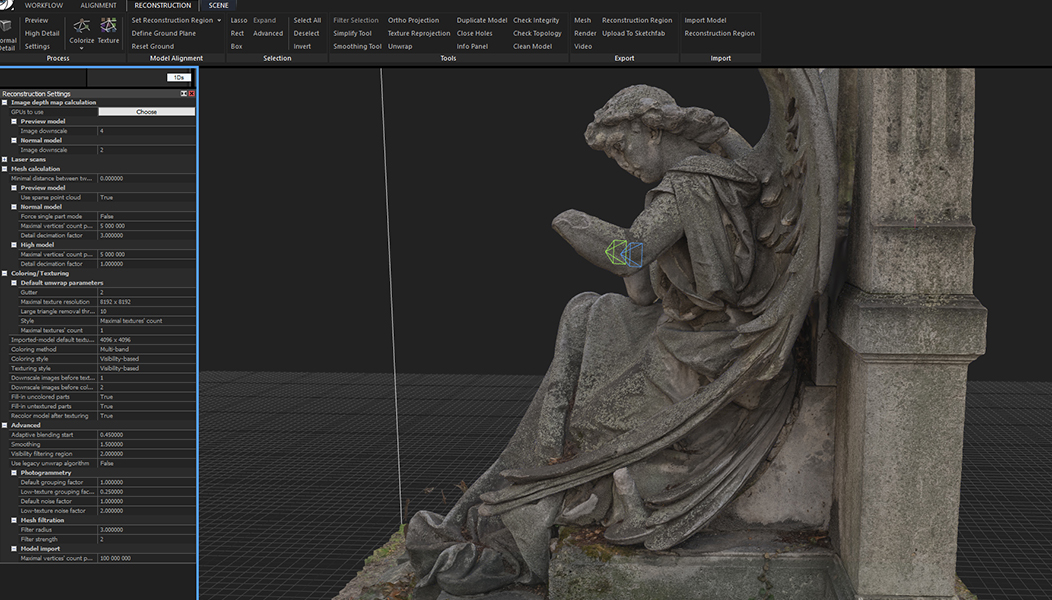 WORKFLOW ALIGNMENT RECONSTRUCTION SCENE
Preview Set Reconstruction Region Lasso Expand Select All Filter Selection Ortho Projection Duplicate Model Check Integrity Mesh Reconstruction Region Import Model
High Detail Define Ground Plane Rect Advanced Deselect Simplify Tool Texture Reprojection Close Holes Check Topology Render Upload To Sketchfab Reconstruction Region
Detail Settings Colorize Texture Reset Ground Box Invert Smoothing Tool Unwrap Info Panel Clean Model Video
Process Model Alignment Selection Tools Export Import
1Ds
Reconstruction Settings
Image depth map calculation
GPUs to use Choose
Preview model
Image downscale 4
Normal model
Image downscale 2
Laser scans
Mesh calculation
Minimal distance between tw... 0.000000
Preview model
Use sparse point cloud True
Normal model
Force single part mode False
Maximal vertices' count p... 5 000 000
Detail decimation factor 3.000000
High model
Maximal vertices' count p... 5 000 000
Detail decimation factor 1.000000
Coloring/Texturing
Default unwrap parameters
Gutter 2
Maximal texture resolution 8192 x 8192
Large triangle removal thr... 10
Style Maximal textures' count
Maximal textures' count 1
Imported-model default textu... 4096 x 4096
Coloring method Multi-band
Coloring style Visibility-based
Texturing style Visibility-based
Downscale images before text... 1
Downscale images before col... 2
Fill-in uncolored parts True
Fill-in untextured parts True
Recolor model after texturing True
Advanced
Adaptive blending start 0.450000
Smoothing 1.500000
Visibility filtering region 2.000000
Use legacy unwrap algorithm False
Photogrammetry
Default grouping factor 1.000000
Low-texture grouping fac... 0.250000
Default noise factor 1.000000
Low-texture noise factor 2.000000
Mesh filtration
Filter radius 3.000000
Filter strength 2
Model import
Maximal vertices' count p... 100 000 000